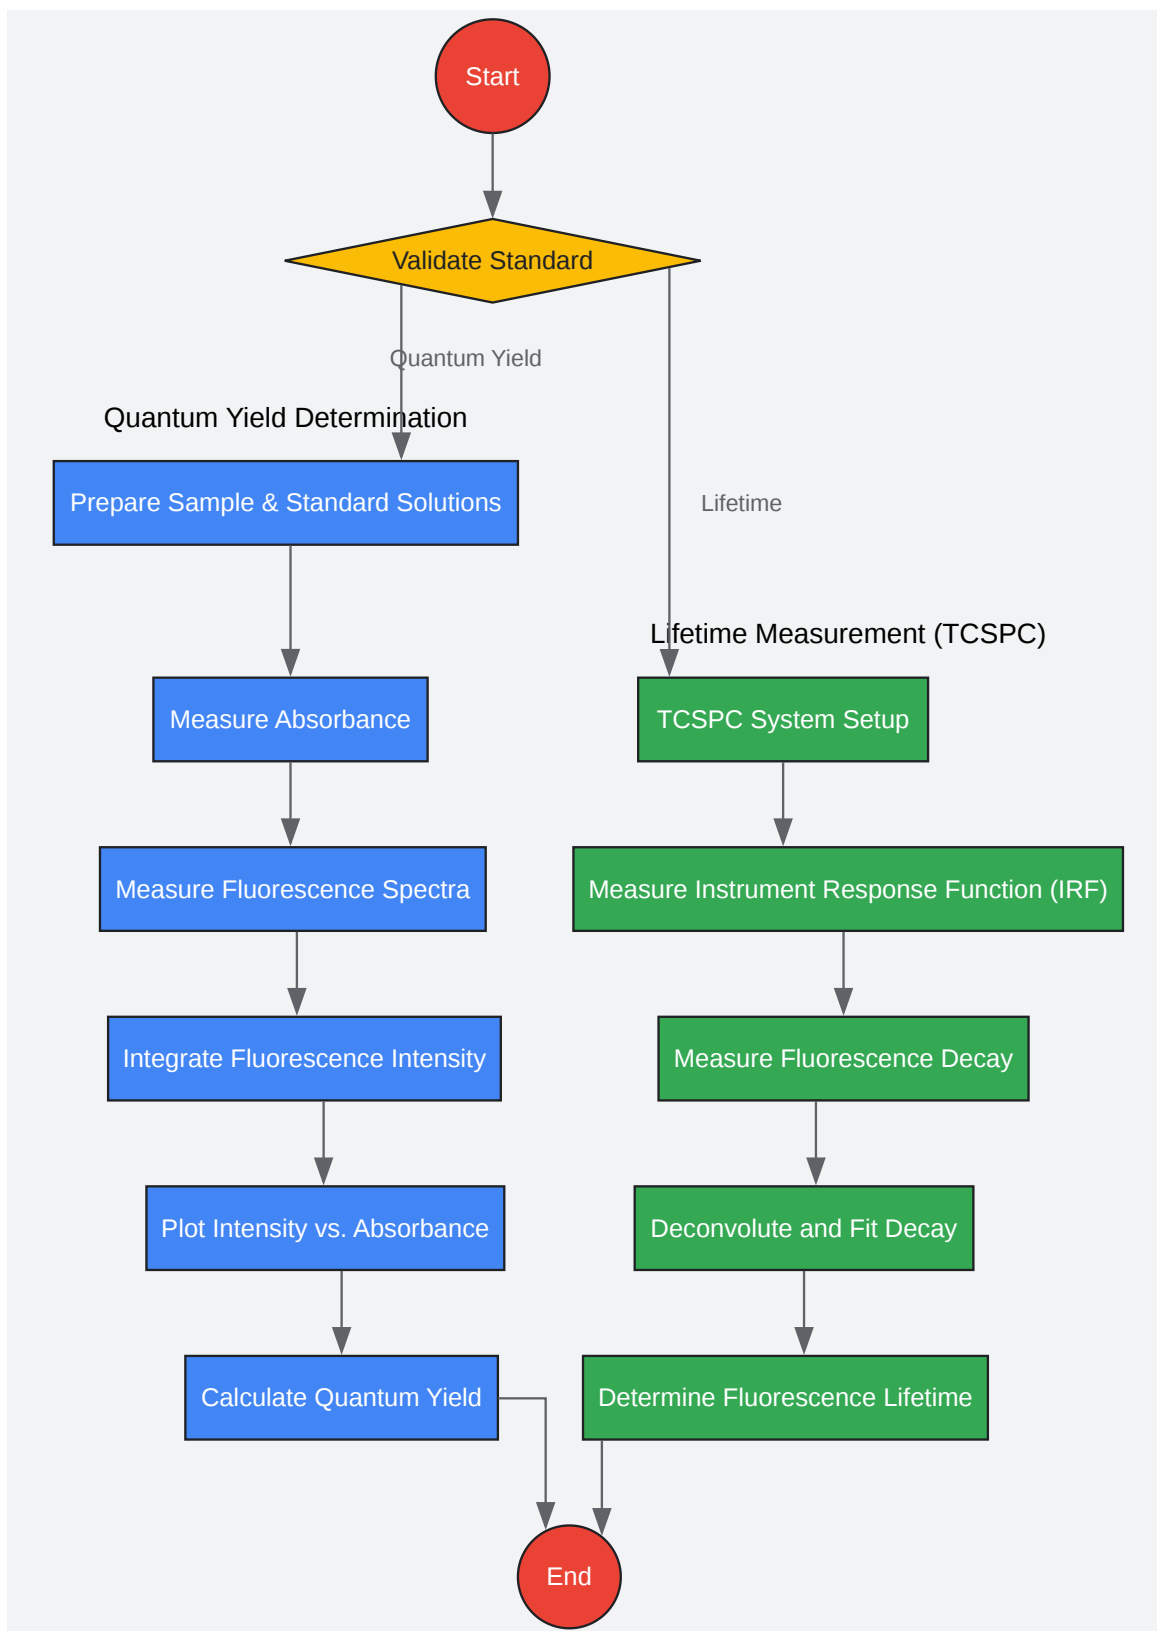 Start
Validate Standard
Quantum Yield
Quantum Yield Determination
Prepare Sample & Standard Solutions
Measure Absorbance
Measure Fluorescence Spectra
Integrate Fluorescence Intensity
Plot Intensity vs. Absorbance
Calculate Quantum Yield
Lifetime
Lifetime Measurement (TCSPC)
TCSPC System Setup
Measure Instrument Response Function (IRF)
Measure Fluorescence Decay
Deconvolute and Fit Decay
Determine Fluorescence Lifetime
End